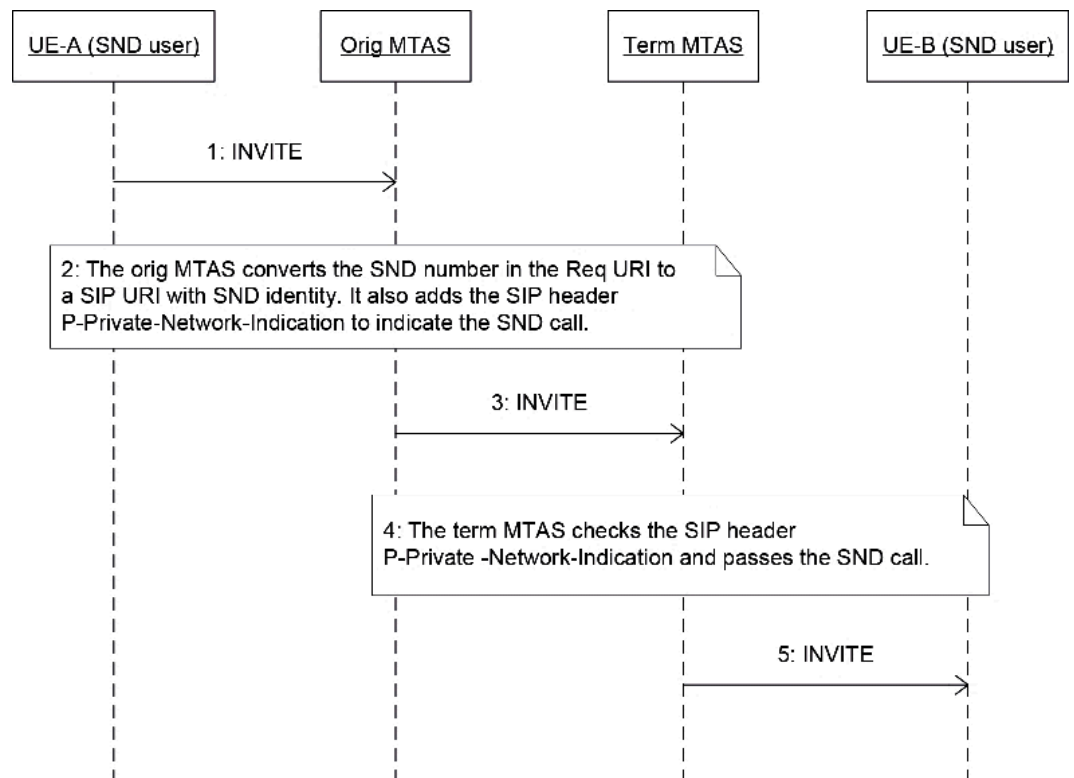 UE-A (SND user)
Orig MTAS
Term MTAS
UE-B (SND user)
1: INVITE
2: The orig MTAS converts the SND number in the Req URI to
a SIP URI with SND identity. It also adds the SIP header
P-Private-Network-Indication to indicate the SND call.
3: INVITE
4: The term MTAS checks the SIP header
P-Private -Network-Indication and passes the SND call.
5: INVITE